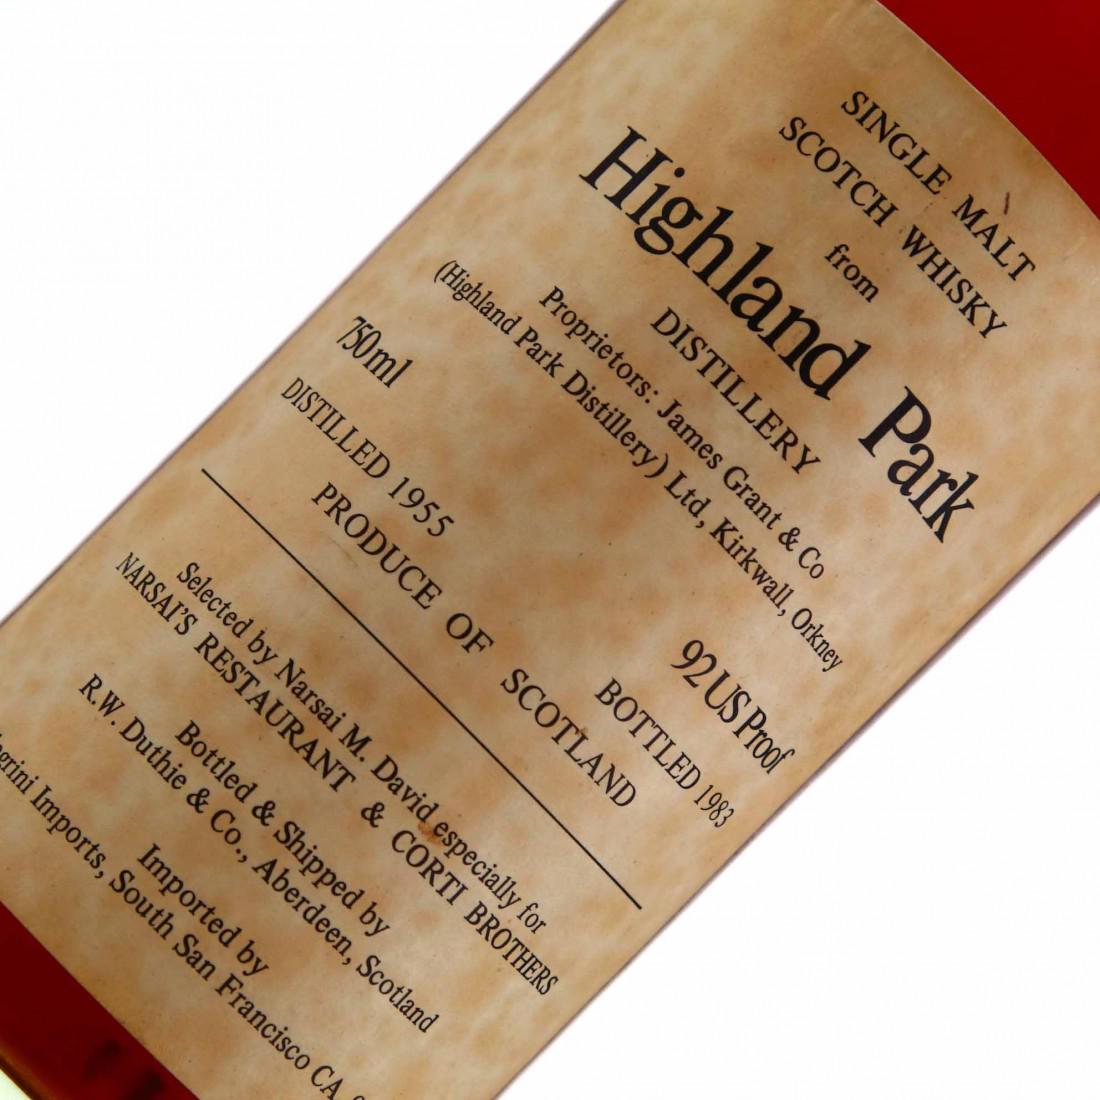 SINGLE MALT
SCOTCH WHISKY
from
Highland Park
DISTILLERY
Proprietors: James Grant & Co
(Highland Park Distillery) Ltd, Kirkwall, Orkney
750ml 92 US Proof
DISTILLED 1955 BOTTLED 1983
PRODUCE OF SCOTLAND
Selected by Narsai M. David especially for
NARSAI'S RESTAURANT & CORTI BROTHERS
Bottled & Shipped by
R.W. Duthie & Co., Aberdeen, Scotland
Imported by
Imports, South San Francisco CA